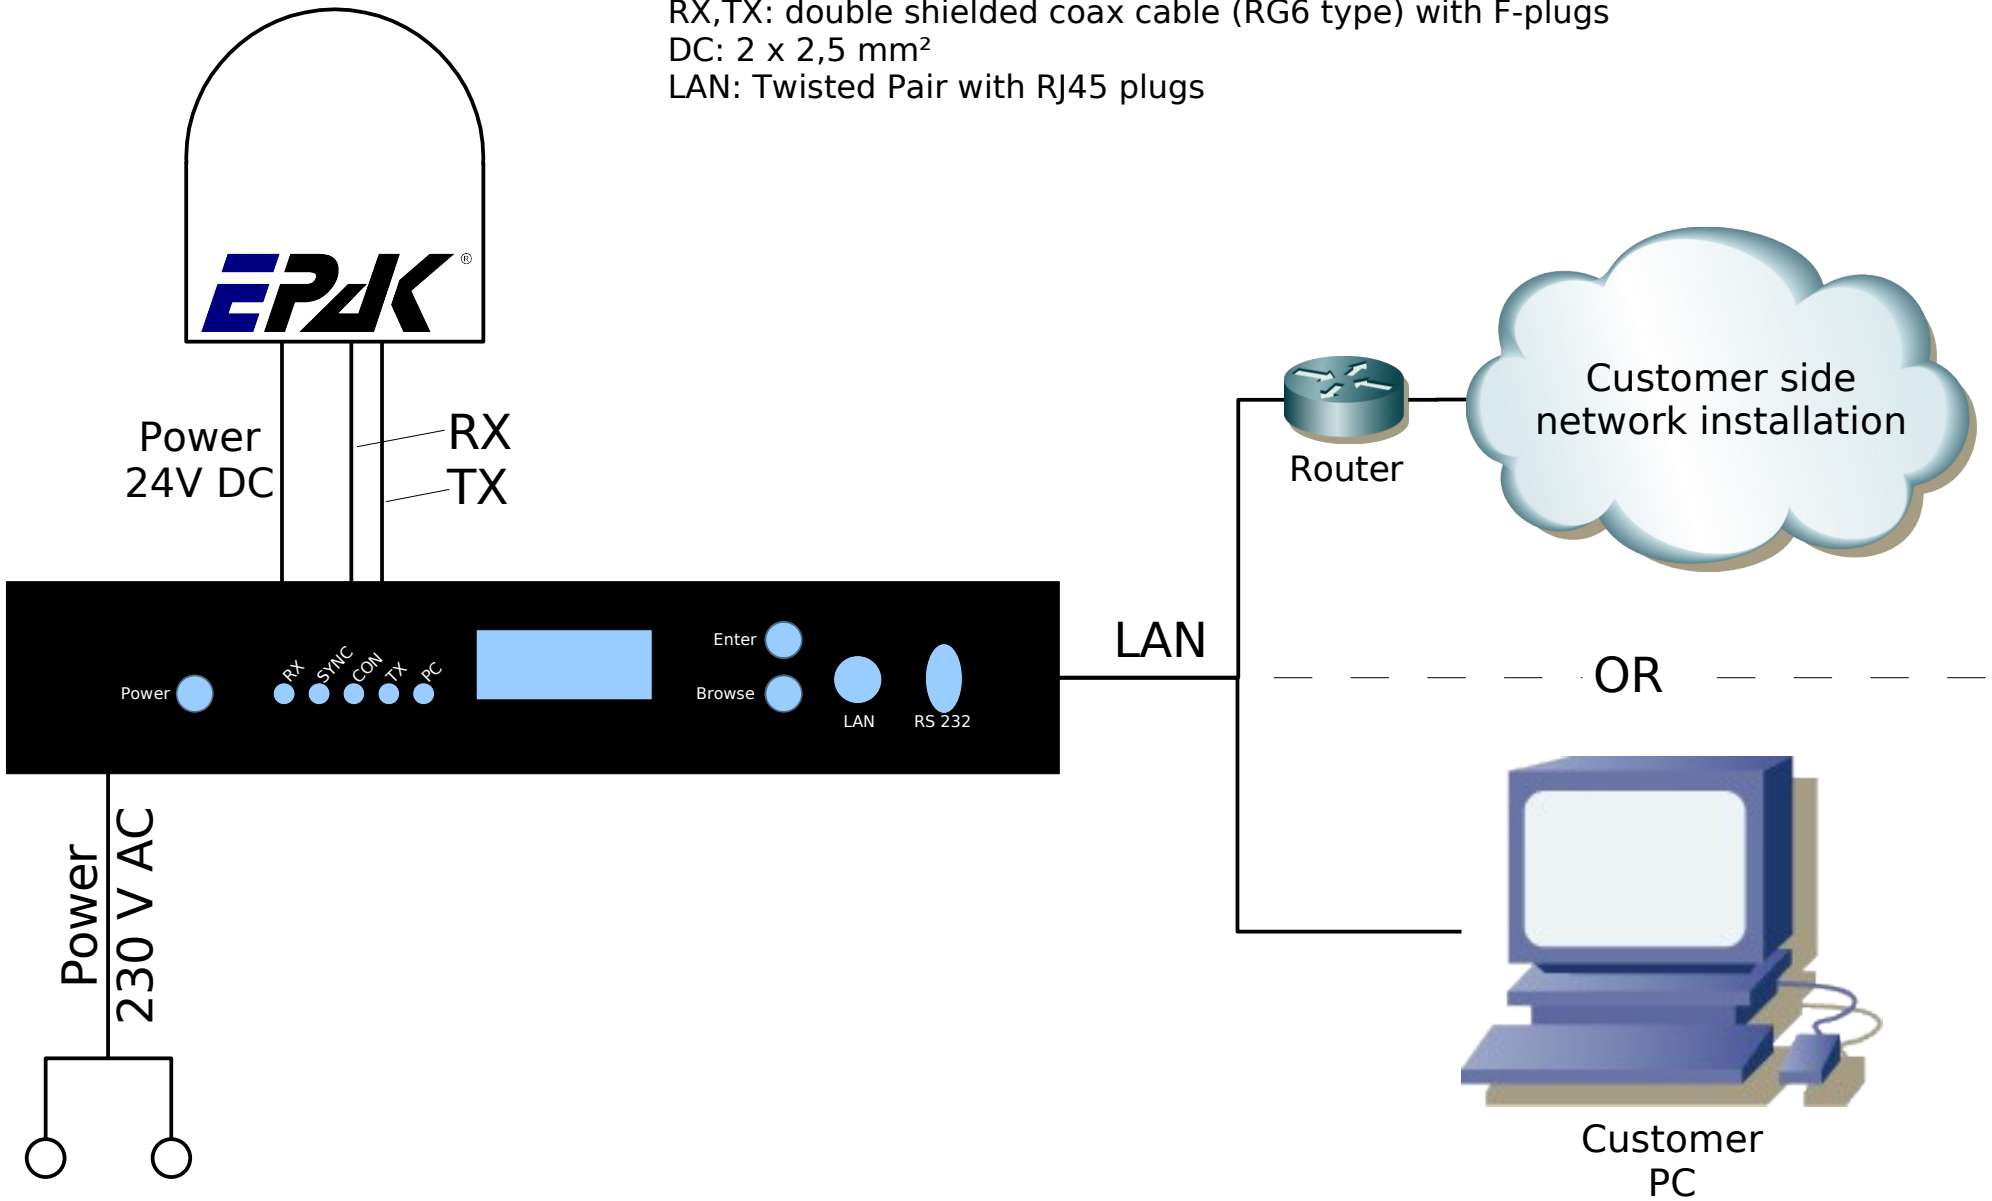 RX,TX: double shielded coax cable (RG6 type) with F-plugs
DC: 2 x 2,5 mm²
LAN: Twisted Pair with RJ45 plugs
EPAK®
Power
24V DC
RX
TX
Router
Customer side
network installation
LAN
OR
Power
RX
SYNC
CON
TX
PC
Enter
Browse
LAN
RS 232
Power
230 V AC
Customer
PC